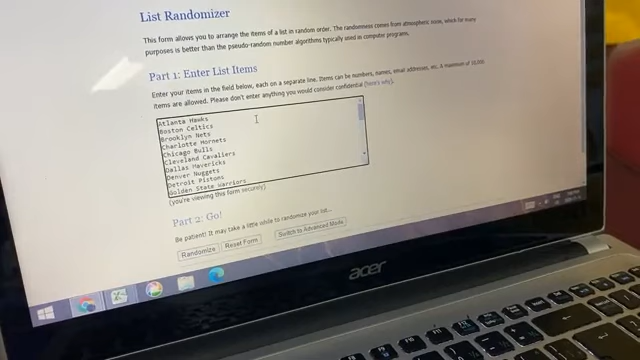 List Randomizer
This form allows you to arrange the items of a list in random order. The randomness comes from atmospheric noise, which for many
purposes is better than the pseudo-random number algorithms typically used in computer programs.
Part 1: Enter List Items
Enter your items in the field below, each on a separate line. Items can be numbers, names, email addresses, etc. A maximum of 10,000
items are allowed. Please don't enter anything you would consider confidential (here's why).
Atlanta Hawks
Boston Celtics
Brooklyn Nets
Charlotte Hornets
Chicago Bulls
Cleveland Cavaliers
Dallas Mavericks
Denver Nuggets
Detroit Pistons
Golden State Warriors
(you're viewing this form securely)
Part 2: Go!
Be patient! It may take a little while to randomize your list...
Randomize Reset Form Switch to Advanced Mode
acer